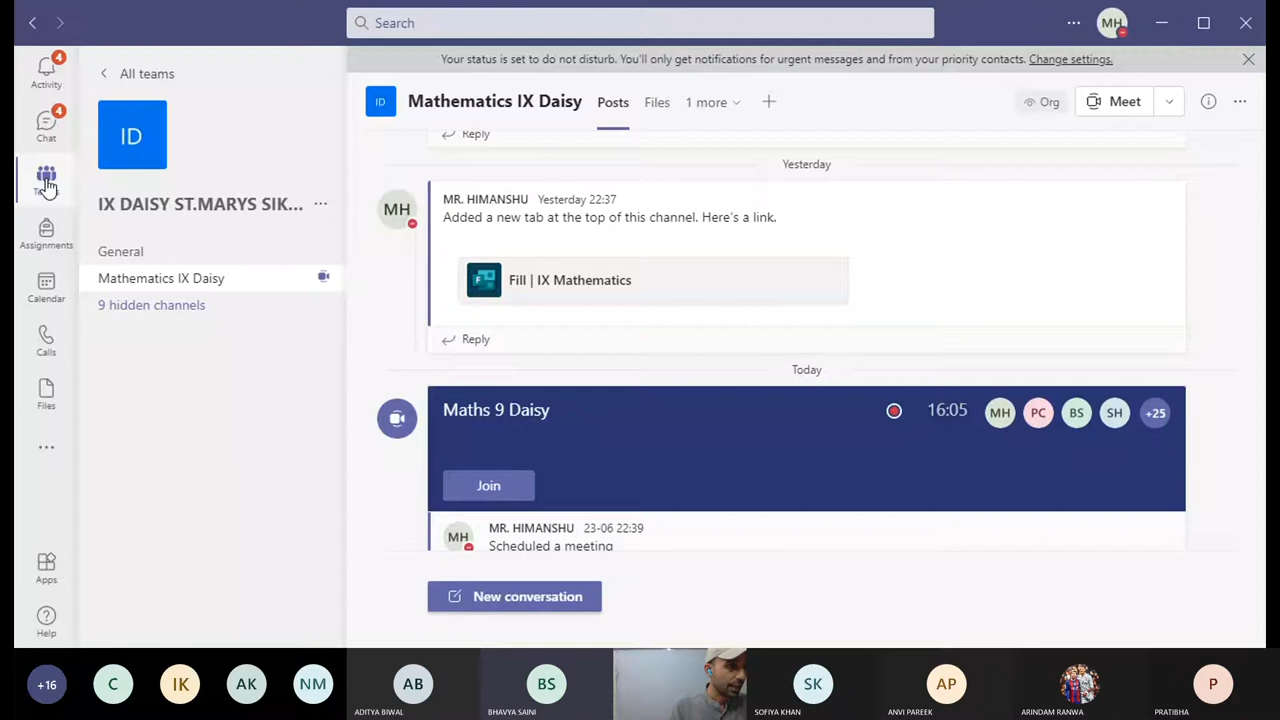 Search
MH
Your status is set to do not disturb. You'll only get notifications for urgent messages and from your priority contacts. Change settings.
4
Activity
4
Chat
Assignments
Calendar
Calls
Files
Apps
Help
All teams
ID
IX DAISY ST.MARYS SIK...
General
Mathematics IX Daisy
9 hidden channels
ID
Mathematics IX Daisy
Posts
Files
1 more
Org
Meet
Reply
Yesterday
MH
MR. HIMANSHU Yesterday 22:37
Added a new tab at the top of this channel. Here's a link.
F
Fill | IX Mathematics
Reply
Today
Maths 9 Daisy
16:05
MH
PC
BS
SH
+25
Join
MH
MR. HIMANSHU 23-06 22:39
Scheduled a meeting
New conversation
+16
C
IK
AK
NM
AB
ADITYA BIWAL
BS
BHAVYA SAINI
SK
SOFIYA KHAN
AP
ANVI PAREEK
ARINDAM RANWA
P
PRATIBHA